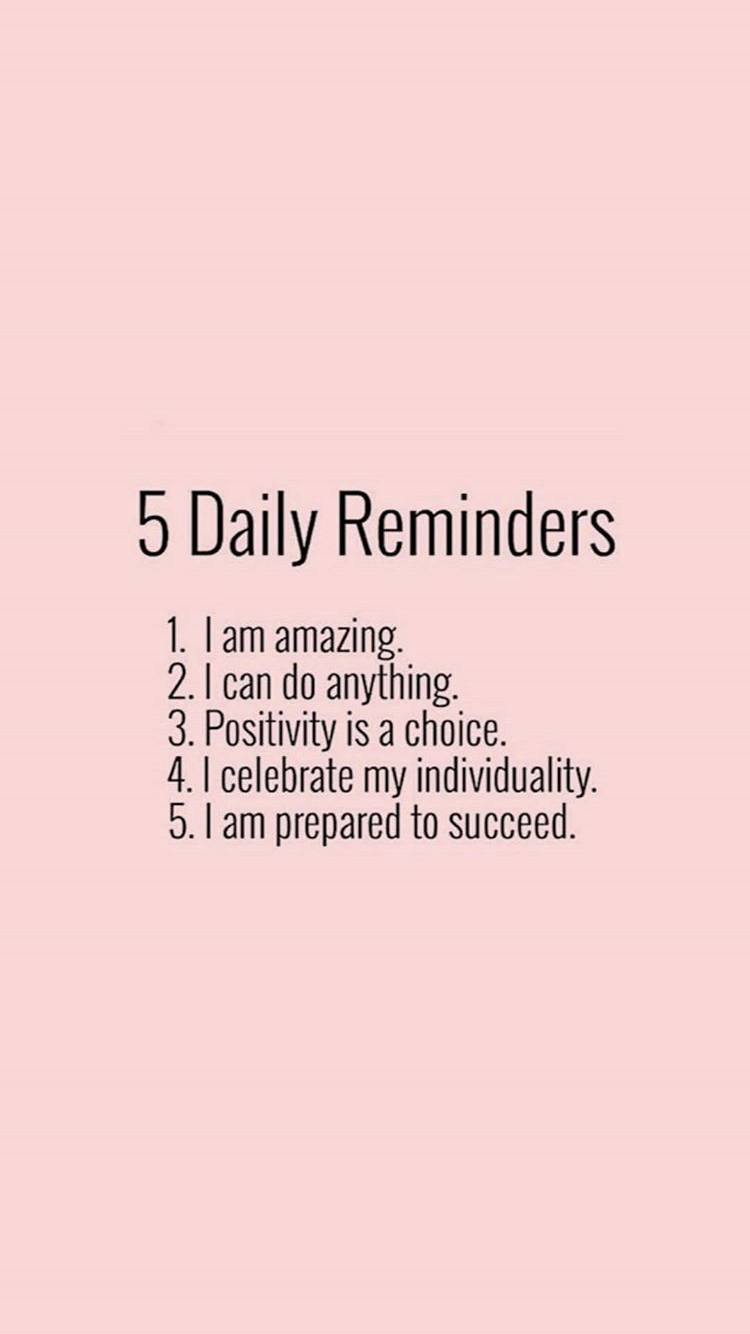 5 Daily Reminders
1. I am amazing.
2. I can do anything.
3. Positivity is a choice.
4. I celebrate my individuality.
5. I am prepared to succeed.